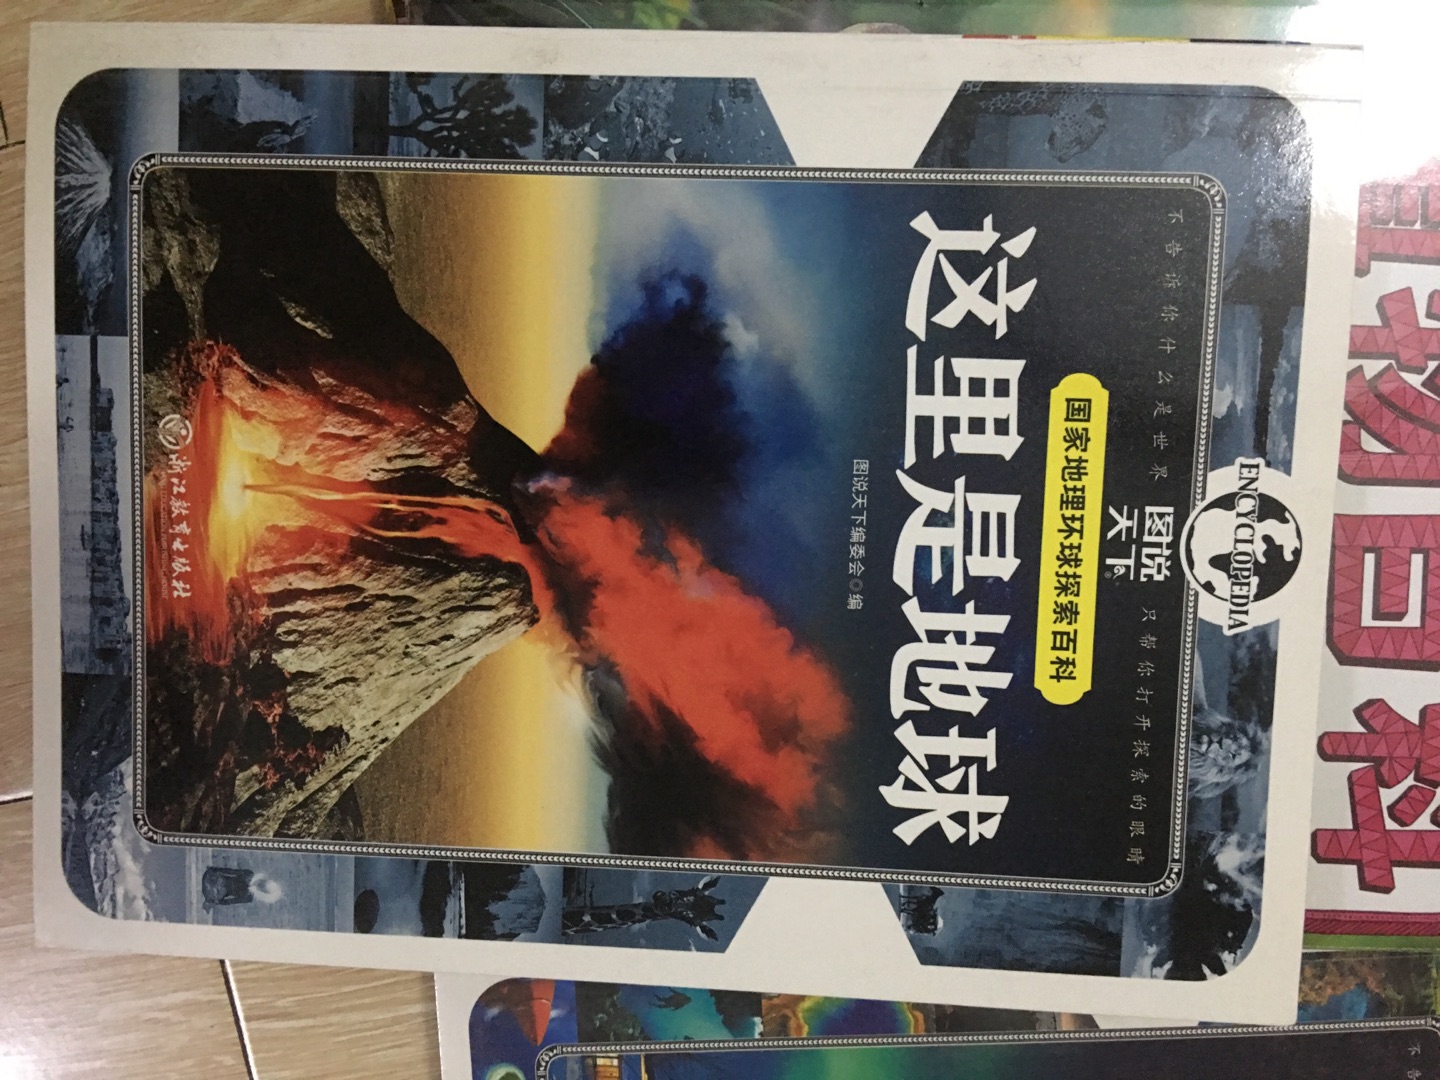 ENCYCLOPEDIA
不告诉你什么是世界
图说
天下®
只帮你打开探索的眼睛
国家地理环球探索百科
这里是地球
图说天下编委会◎编
浙江教育出版社
物百科
不告